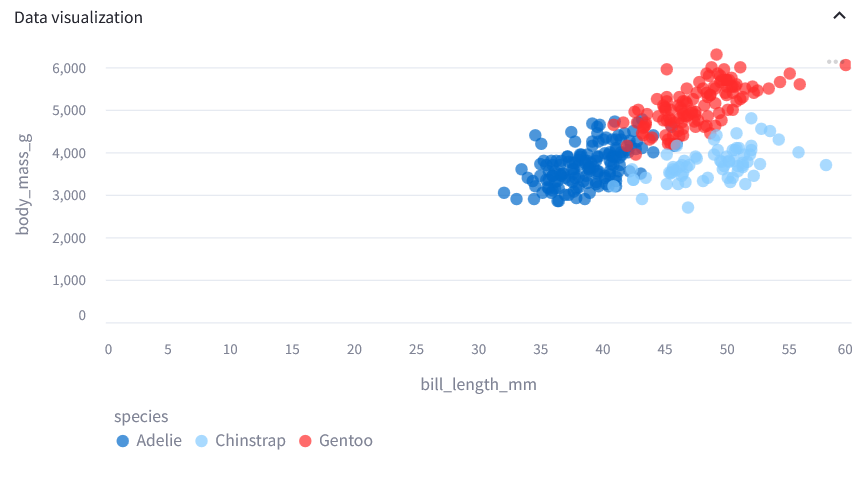 Data visualization
6,000
5,000
4,000
3,000
2,000
1,000
0
body_mass_g
0 5 10 15 20 25 30 35 40 45 50 55 60
bill_length_mm
species
Adelie Chinstrap Gentoo